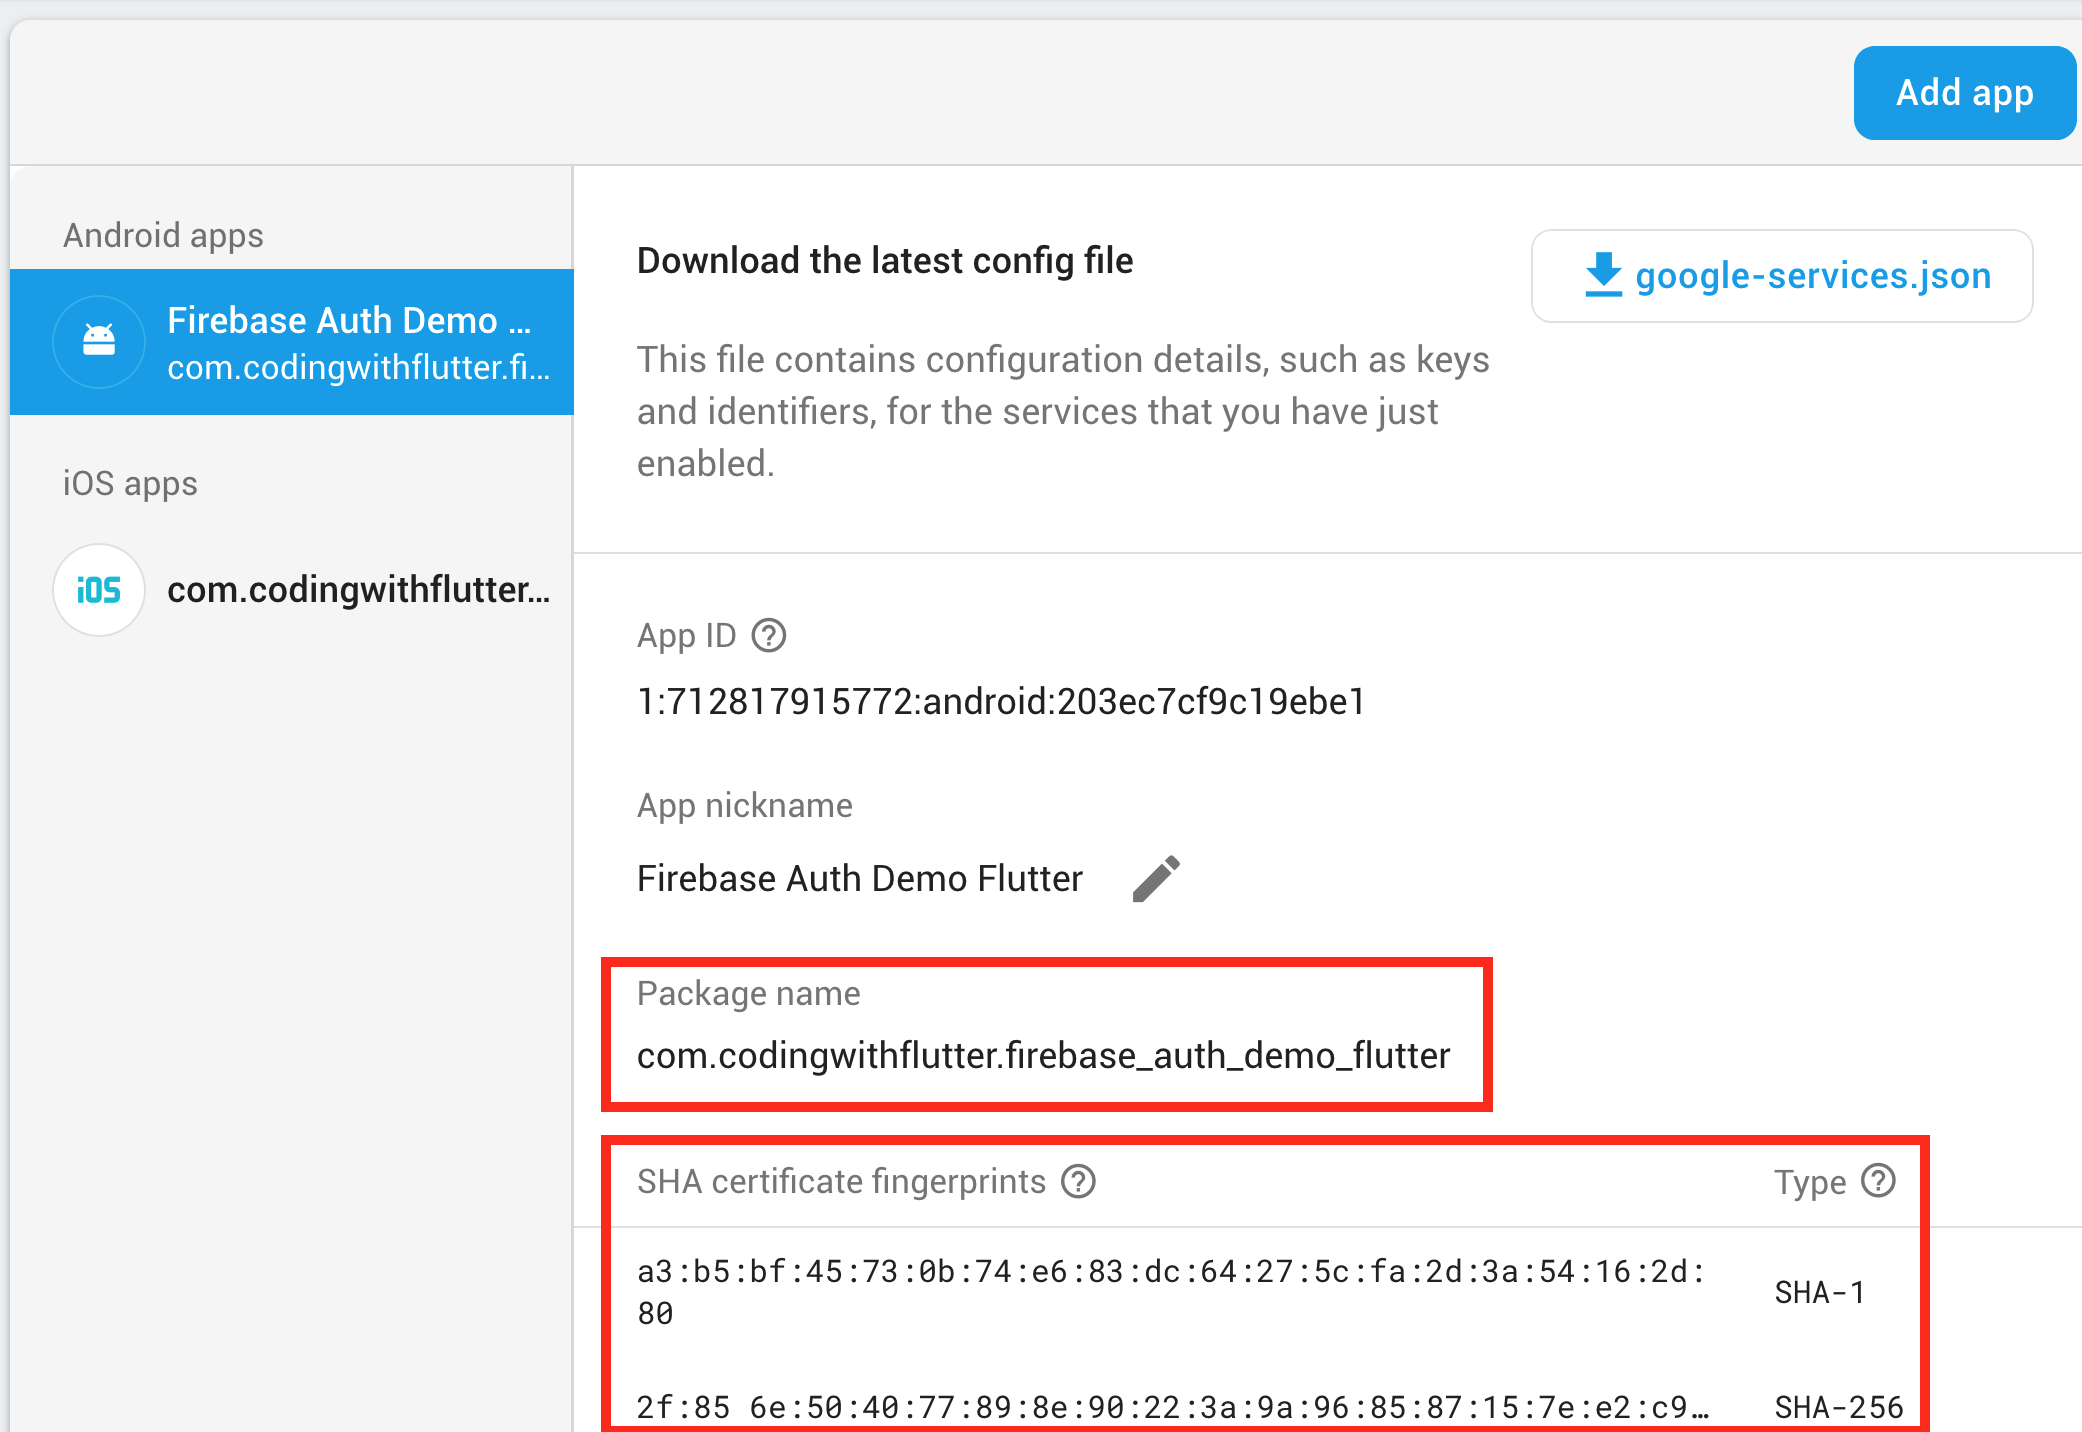 Add app
Android apps
Firebase Auth Demo ...
com.codingwithflutter.fi...
iOS apps
iOS
com.codingwithflutter...
Download the latest config file
google-services.json
This file contains configuration details, such as keys
and identifiers, for the services that you have just
enabled.
App ID ?
1:712817915772:android:203ec7cf9c19ebe1
App nickname
Firebase Auth Demo Flutter
Package name
com.codingwithflutter.firebase_auth_demo_flutter
SHA certificate fingerprints ? Type ?
a3:b5:bf:45:73:0b:74:e6:83:dc:64:27:5c:fa:2d:3a:54:16:2d:
80
SHA-1
2f:85 6e:50:40:77:89:8e:90:22:3a:9a:96:85:87:15:7e:e2:c9... SHA-256